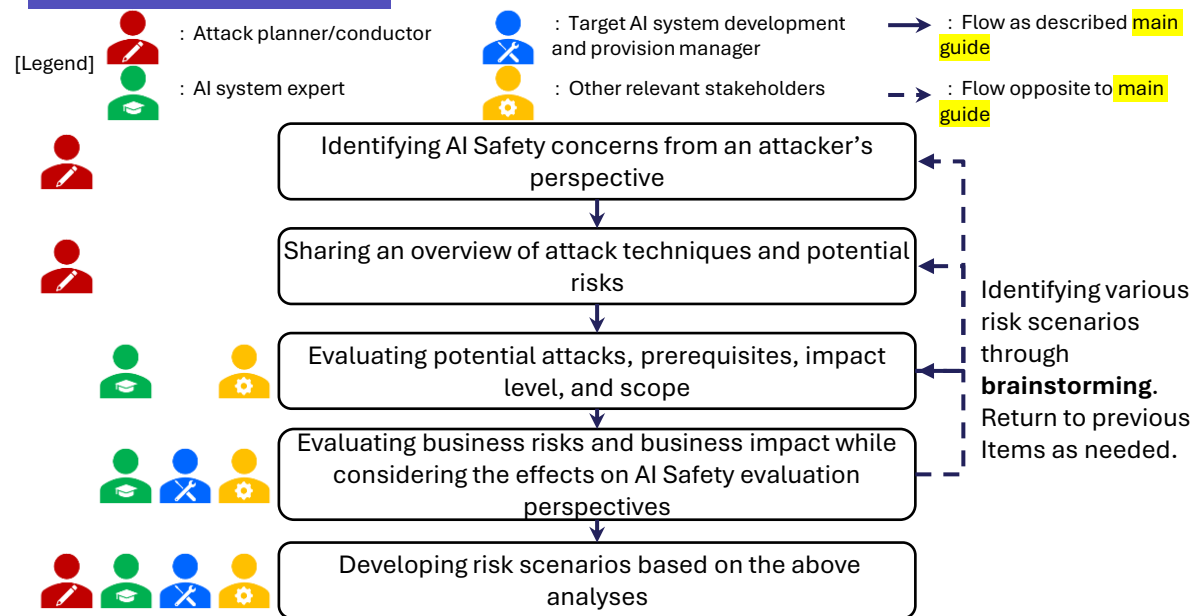 : Attack planner/conductor
: Target AI system development
and provision manager
: Flow as described main
guide
[Legend]
: AI system expert
: Other relevant stakeholders
: Flow opposite to main
guide
Identifying AI Safety concerns from an attacker's
perspective
Sharing an overview of attack techniques and potential
risks
Evaluating potential attacks, prerequisites, impact
level, and scope
Evaluating business risks and business impact while
considering the effects on AI Safety evaluation
perspectives
Developing risk scenarios based on the above
analyses
Identifying various
risk scenarios
through
brainstorming.
Return to previous
Items as needed.